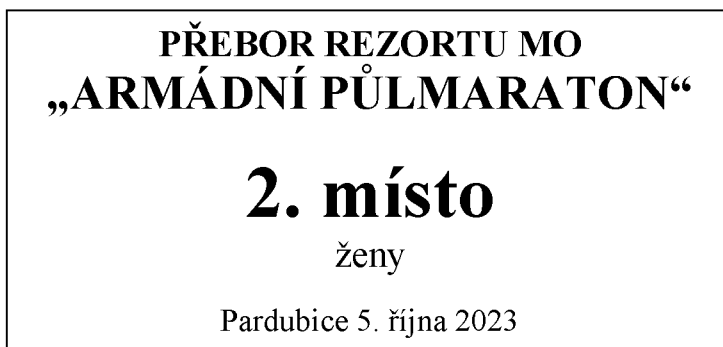 PŘEBOR REZORTU MO
„ARMÁDNÍ PŮLMARATON“
2. místo
ženy
Pardubice 5. října 2023